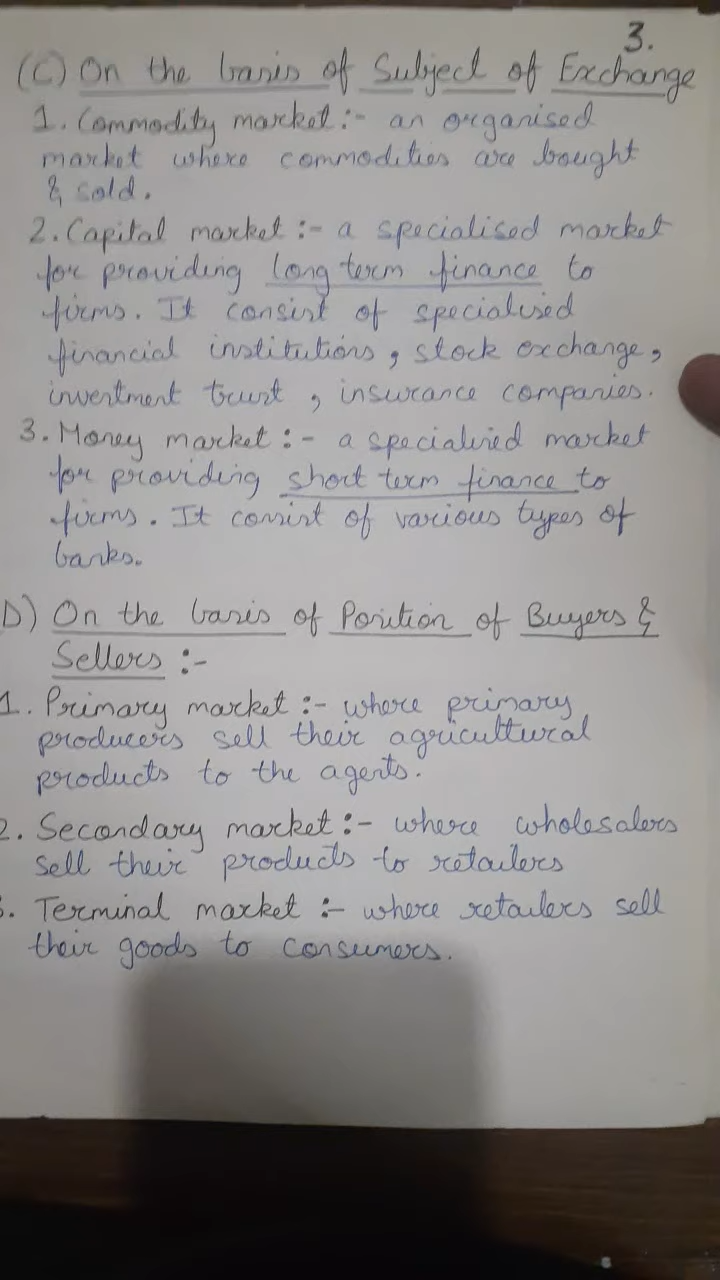 3.
(C) On the basis of Subject of Exchange
1. Commodity market :- an organised
market where commodities are bought
& sold.
2. Capital market :- a specialised market
for providing long term finance to
firms. It consist of specialised
financial institutions, stock exchange,
investment trust, insurance companies.
3. Money market :- a specialised market
for providing short term finance to
firms. It consist of various types of
banks.
D) On the basis of Position of Buyers &
Sellers :-
1. Primary market :- where primary
producers sell their agricultural
products to the agents.
2. Secondary market :- where wholesalers
sell their products to retailers
3. Terminal market :- where retailers sell
their goods to consumers.